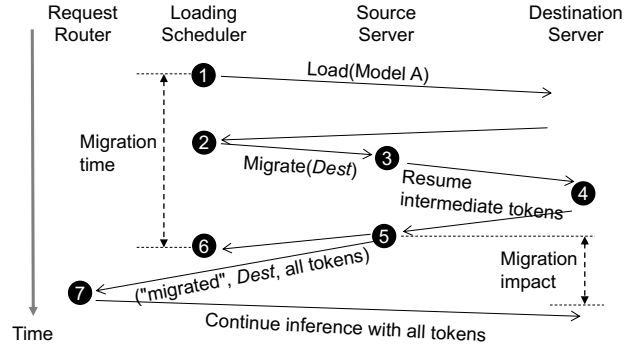 Request
Router
Loading
Scheduler
Source
Server
Destination
Server
1
Load(Model A)
Migration
time
2
Migrate(Dest)
3
Resume
intermediate tokens
4
5
6
("migrated", Dest, all tokens)
Migration
impact
7
Continue inference with all tokens
Time